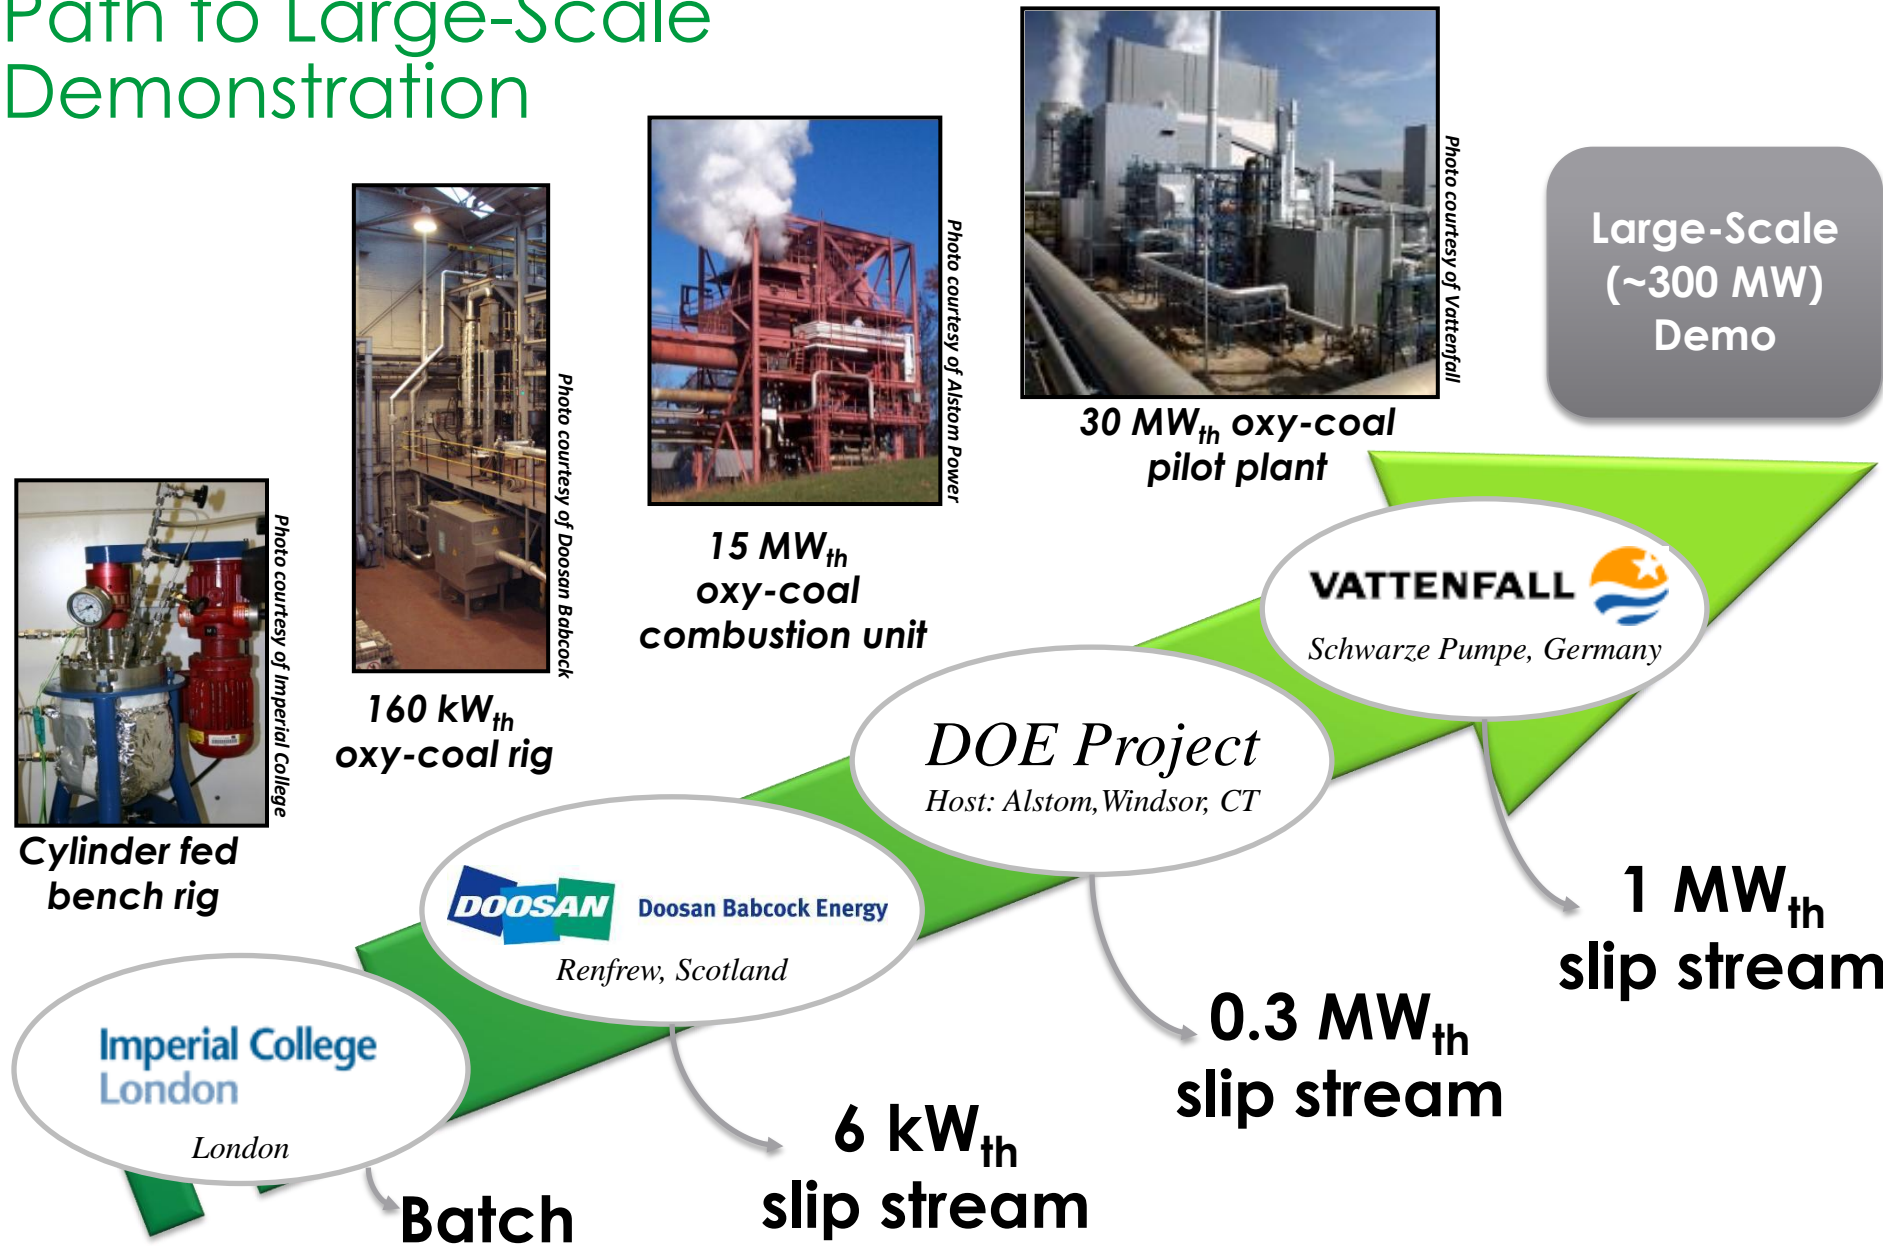 Path to Large-Scale
Demonstration
Photo courtesy of Imperial College
Cylinder fed
bench rig
Photo courtesy of Doosan Babcock
160 kWth
oxy-coal rig
Photo courtesy of Alstom Power
15 MWth
oxy-coal
combustion unit
Photo courtesy of Vattenfall
30 MWth oxy-coal
pilot plant
Large-Scale
(~300 MW)
Demo
Imperial College
London
London
Batch
DOOSAN Doosan Babcock Energy
Renfrew, Scotland
6 kWth
slip stream
DOE Project
Host: Alstom,Windsor, CT
0.3 MWth
slip stream
VATTENFALL
Schwarze Pumpe, Germany
1 MWth
slip stream